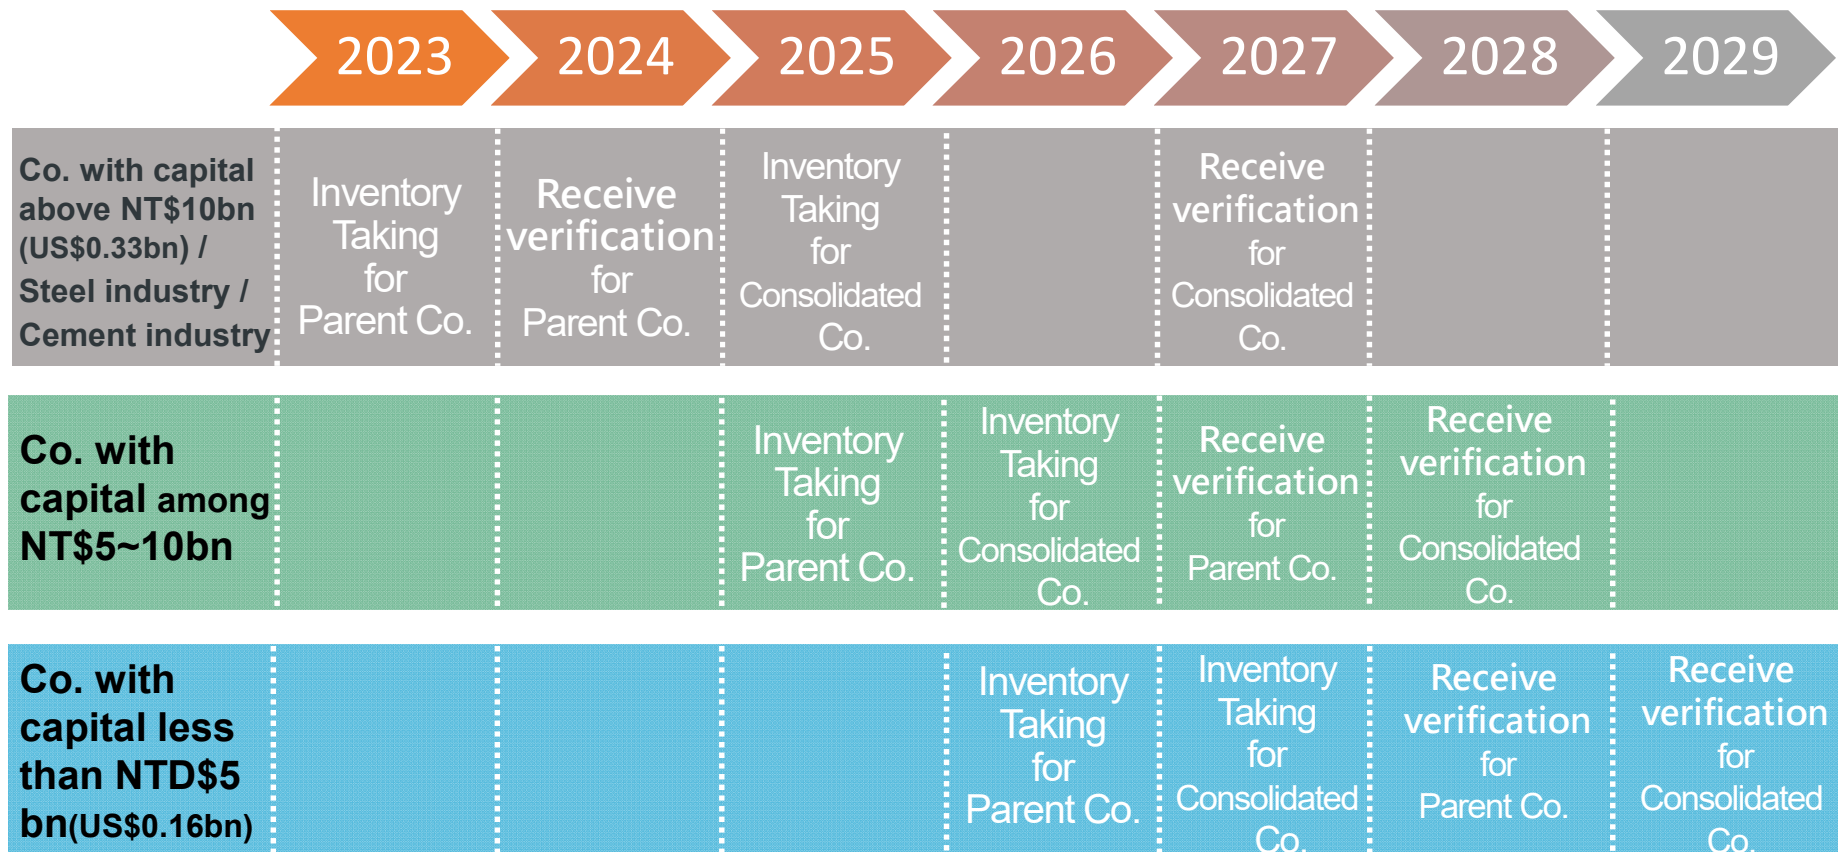 2023
2024
2025
2026
2027
2028
2029
Co. with capital
above NT$10bn
(US$0.33bn) /
Steel industry /
Cement industry
Inventory
Taking
for
Parent Co.
Receive
verification
for
Parent Co.
Inventory
Taking
for
Consolidated
Co.
Receive
verification
for
Consolidated
Co.
Co. with
capital among
NT$5~10bn
Inventory
Taking
for
Parent Co.
Inventory
Taking
for
Consolidated
Co.
Receive
verification
for
Parent Co.
Receive
verification
for
Consolidated
Co.
Co. with
capital less
than NTD$5
bn(US$0.16bn)
Inventory
Taking
for
Parent Co.
Inventory
Taking
for
Consolidated
Co.
Receive
verification
for
Parent Co.
Receive
verification
for
Consolidated
Co.